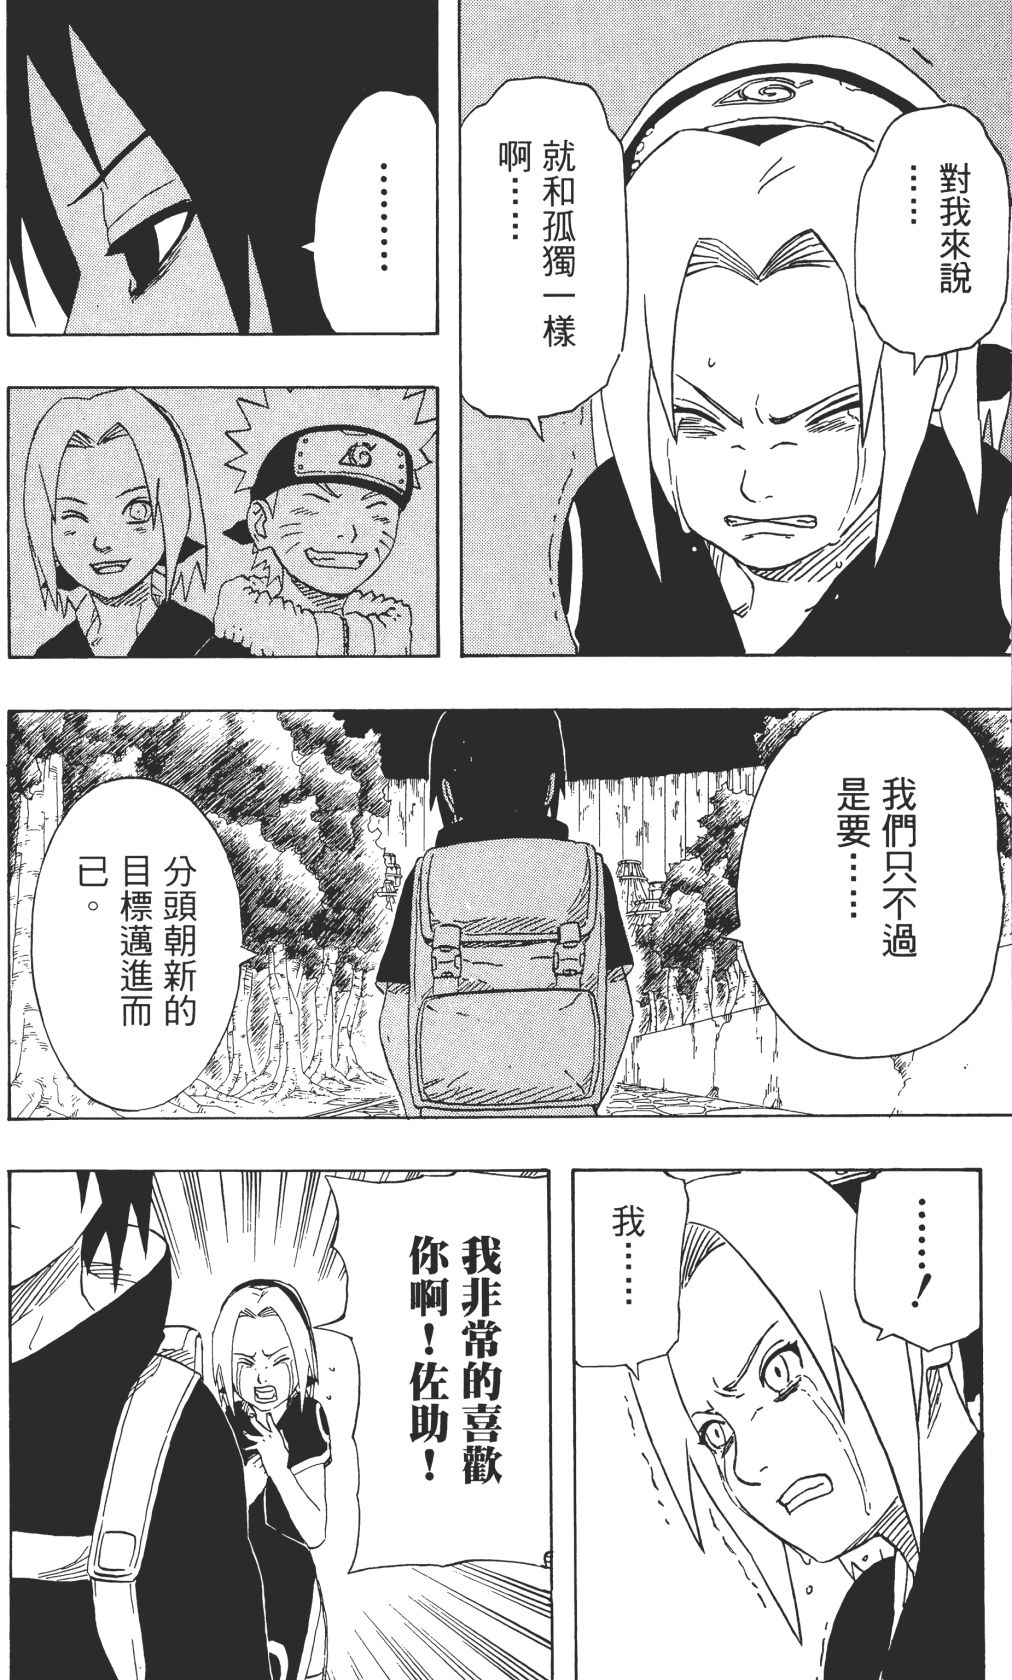 對我來說
……
就和孤獨一樣
啊……
………
我們只不過
是要……
分頭朝新的
目標邁進而
已。
……！
我……
我非常的喜歡
你啊！佐助！